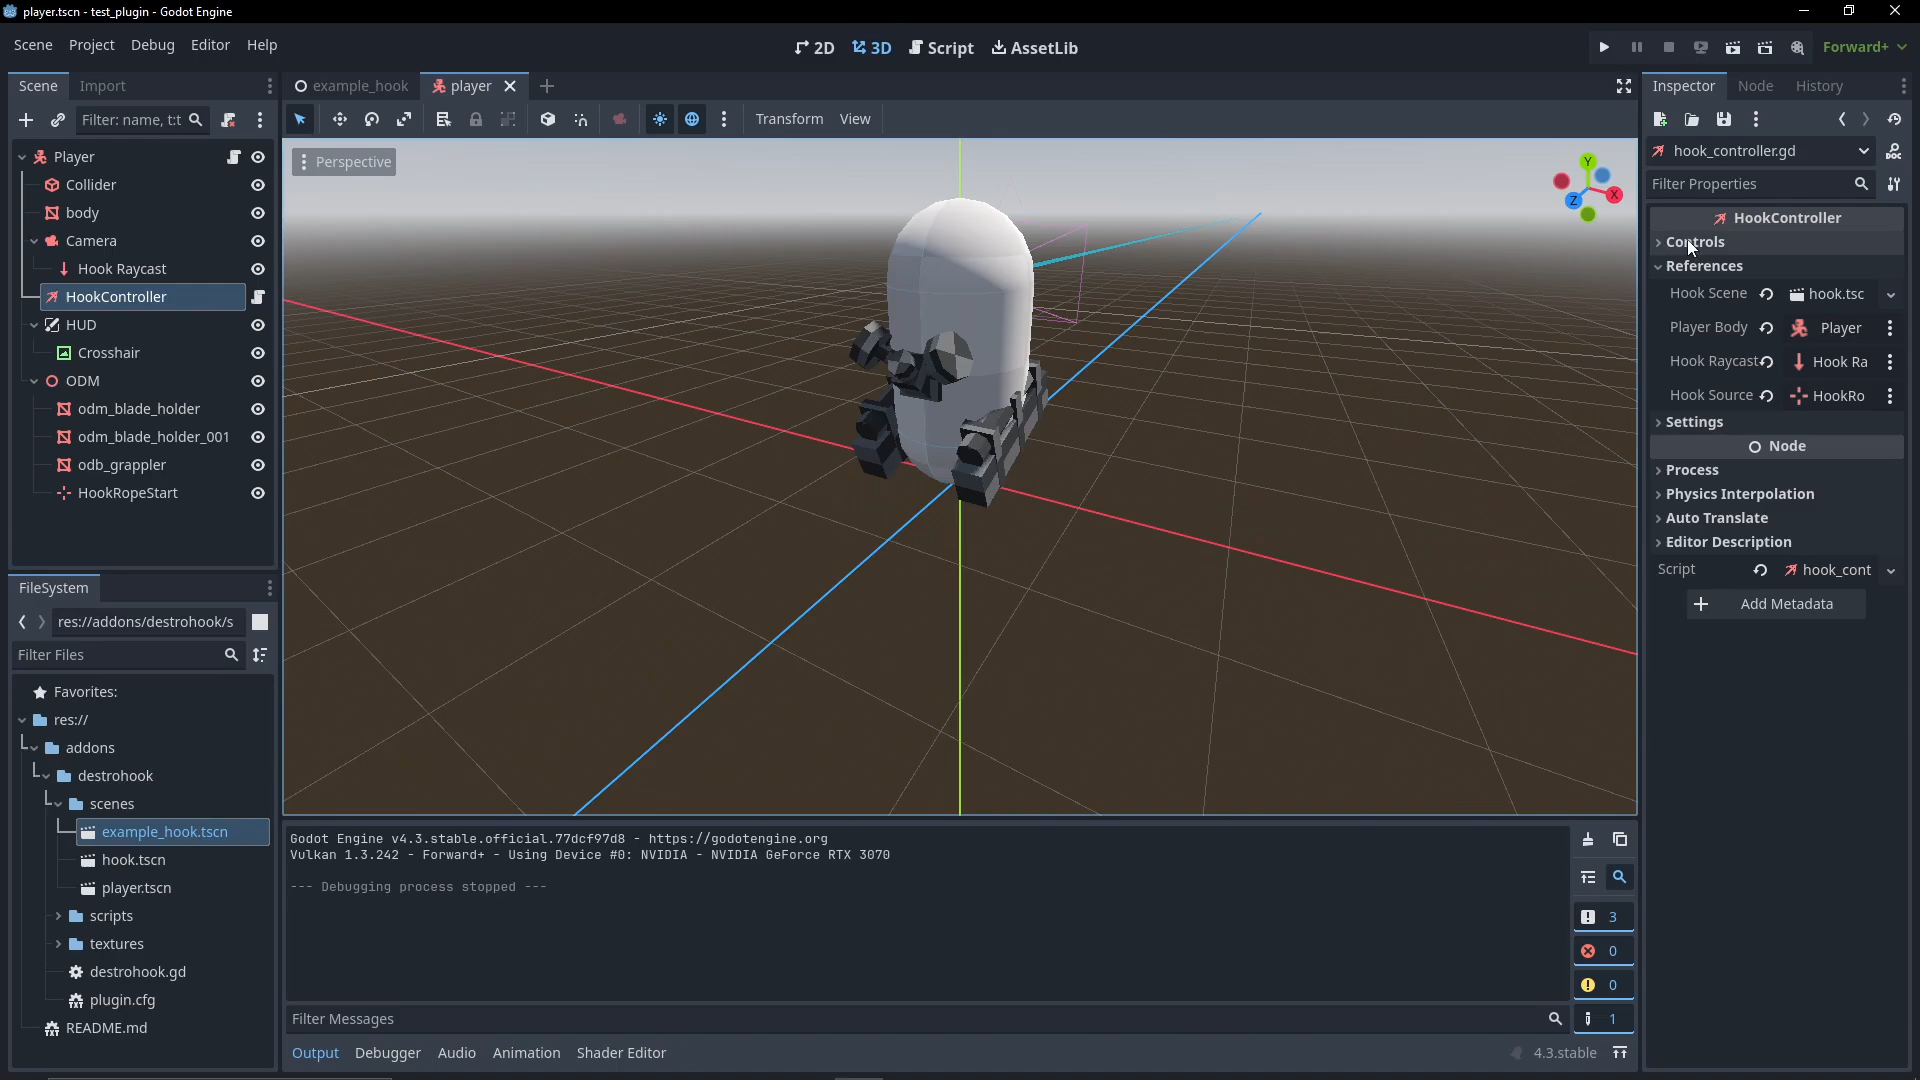 player.tscn - test_plugin - Godot Engine
Scene Project Debug Editor Help
2D 3D Script AssetLib
Forward+
Scene Import
example_hook player
Inspector Node History
Filter: name, t:t
Transform View
hook_controller.gd
Filter Properties
Player
Collider
body
Camera
Hook Raycast
HookController
HUD
Crosshair
ODM
odm_blade_holder
odm_blade_holder_001
odb_grappler
HookRopeStart
Perspective
Y
X
Z
HookController
Controls
References
Hook Scene hook.tsc
Player Body Player
Hook Raycast Hook Ra
Hook Source HookRo
Settings
Node
Process
Physics Interpolation
Auto Translate
Editor Description
Script hook_cont
Add Metadata
FileSystem
res://addons/destrohook/s
Filter Files
Favorites:
res://
addons
destrohook
scenes
example_hook.tscn
hook.tscn
player.tscn
scripts
textures
destrohook.gd
plugin.cfg
README.md
Godot Engine v4.3.stable.official.77dcf97d8 - https://godotengine.org
Vulkan 1.3.242 - Forward+ - Using Device #0: NVIDIA - NVIDIA GeForce RTX 3070
--- Debugging process stopped ---
3
0
0
1
Filter Messages
Output Debugger Audio Animation Shader Editor
4.3.stable